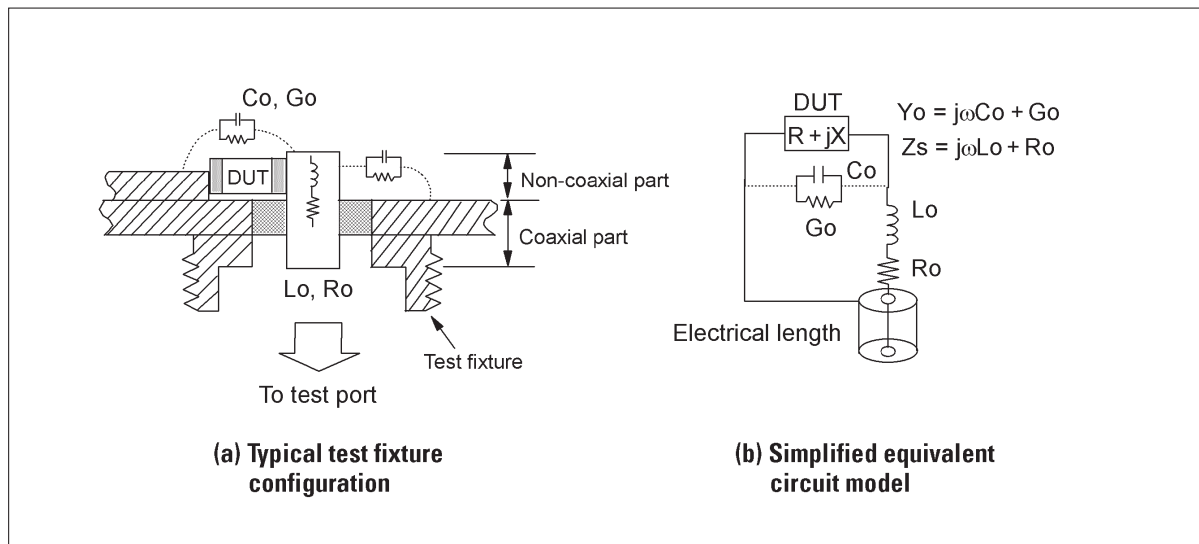 Co, Go
DUT
Non-coaxial part
Coaxial part
Lo, Ro
Test fixture
To test port
(a) Typical test fixture
configuration
DUT
R + jX
Yo = jωCo + Go
Zs = jωLo + Ro
Co
Go
Lo
Ro
Electrical length
(b) Simplified equivalent
circuit model